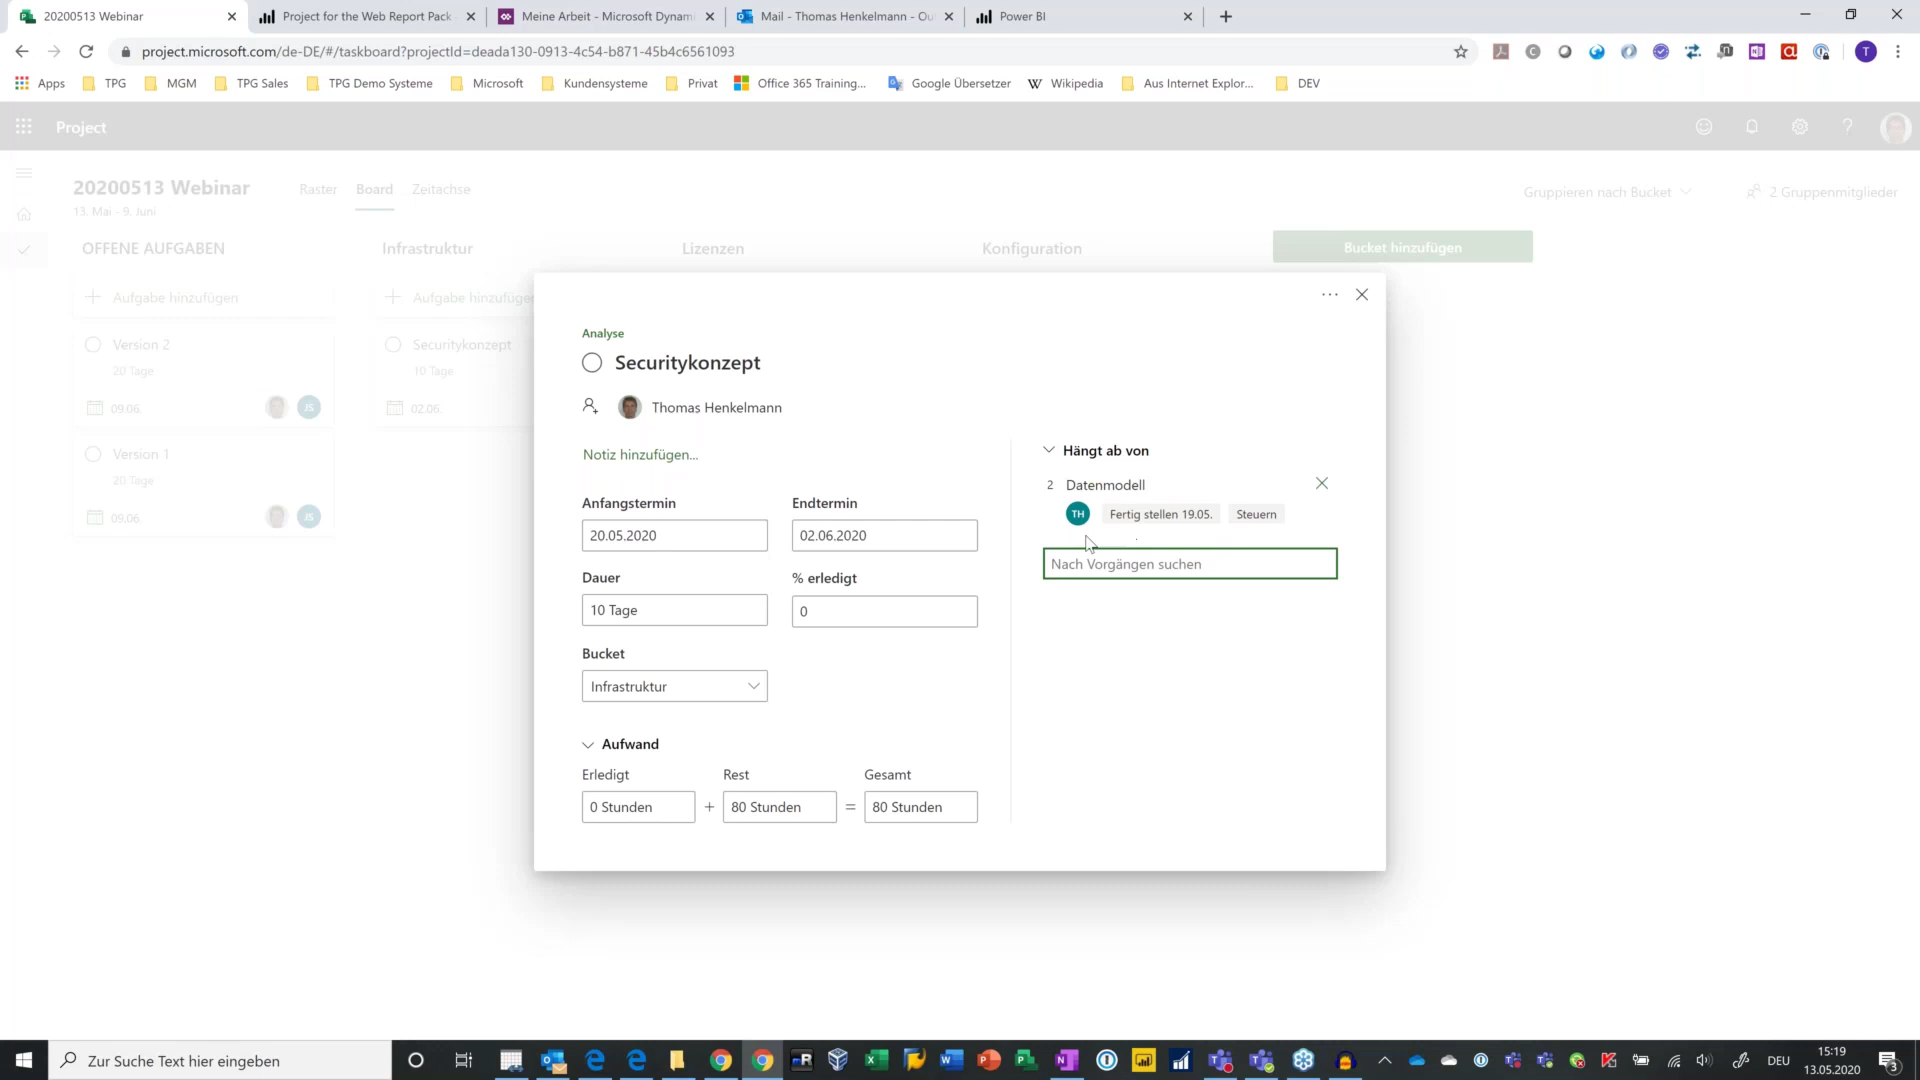 20200513 Webinar
Project for the Web Report Pack
Meine Arbeit - Microsoft Dynami
Mail - Thomas Henkelmann - Ou
Power BI
project.microsoft.com/de-DE/#/taskboard?projectId=deada130-0913-4c54-b871-45b4c6561093
T
Apps
TPG
MGM
TPG Sales
TPG Demo Systeme
Microsoft
Kundensysteme
Privat
Office 365 Training...
Google Übersetzer
Wikipedia
Aus Internet Explor...
DEV
Project
20200513 Webinar
Raster
Board
Zeitachse
13. Mai - 9. Juni
Gruppieren nach Bucket
2 Gruppenmitglieder
OFFENE AUFGABEN
Infrastruktur
Lizenzen
Konfiguration
Bucket hinzufügen
Aufgabe hinzufügen
Aufgabe hinzufügen
Version 2
20 Tage
09.06.
JS
Securitykonzept
10 Tage
02.06.
Version 1
20 Tage
09.06.
JS
Analyse
Securitykonzept
Thomas Henkelmann
Notiz hinzufügen...
Anfangstermin
Endtermin
20.05.2020
02.06.2020
Dauer
% erledigt
10 Tage
0
Bucket
Infrastruktur
Aufwand
Erledigt
Rest
Gesamt
0 Stunden
+
80 Stunden
=
80 Stunden
Hängt ab von
2 Datenmodell
TH
Fertig stellen 19.05.
Steuern
Nach Vorgängen suchen
Zur Suche Text hier eingeben
DEU
15:19
13.05.2020
3